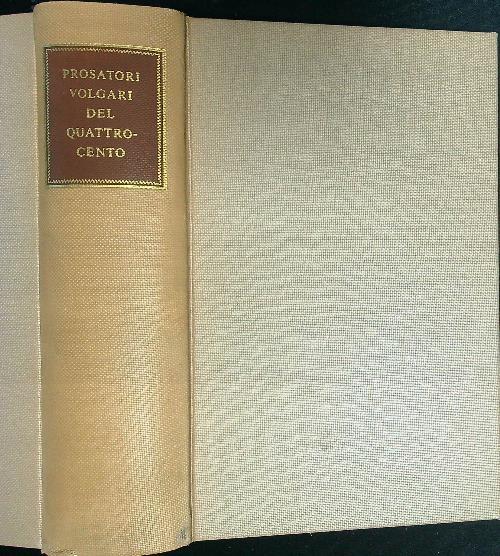 PROSATORI
VOLGARI
DEL
QUATTRO-
CENTO